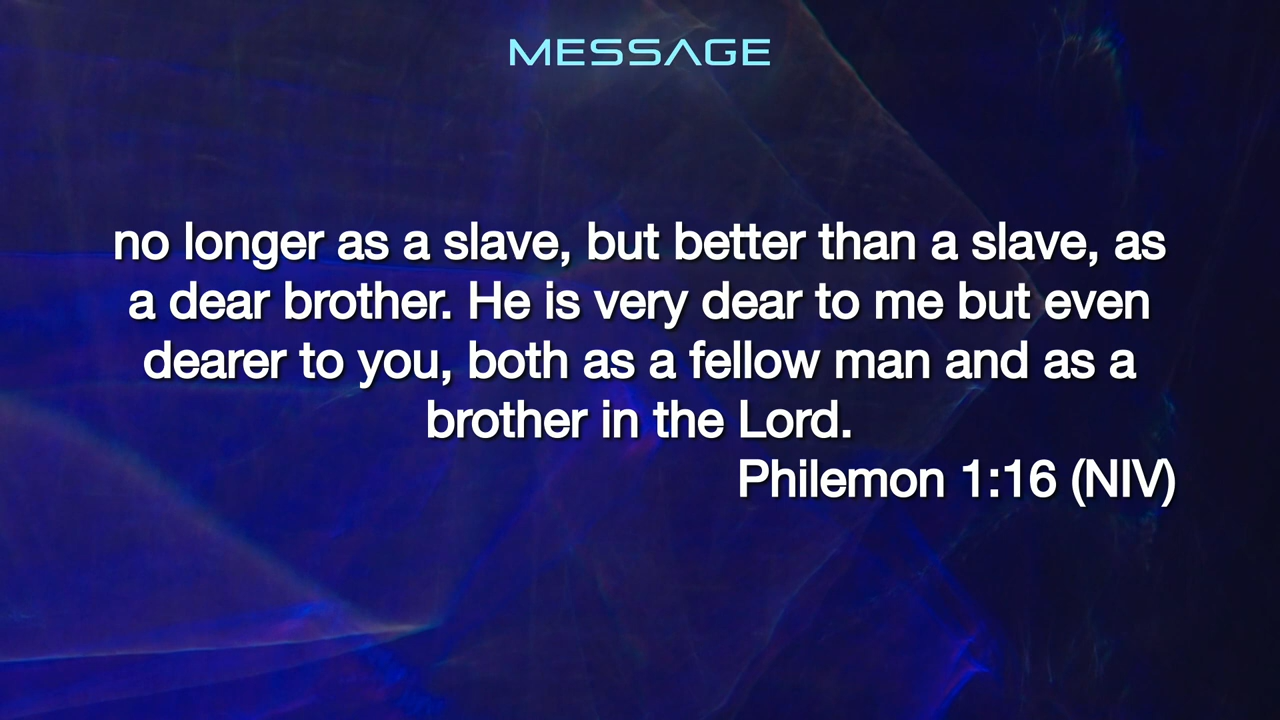 MESSAGE
no longer as a slave, but better than a slave, as
a dear brother. He is very dear to me but even
dearer to you, both as a fellow man and as a
brother in the Lord.
Philemon 1:16 (NIV)